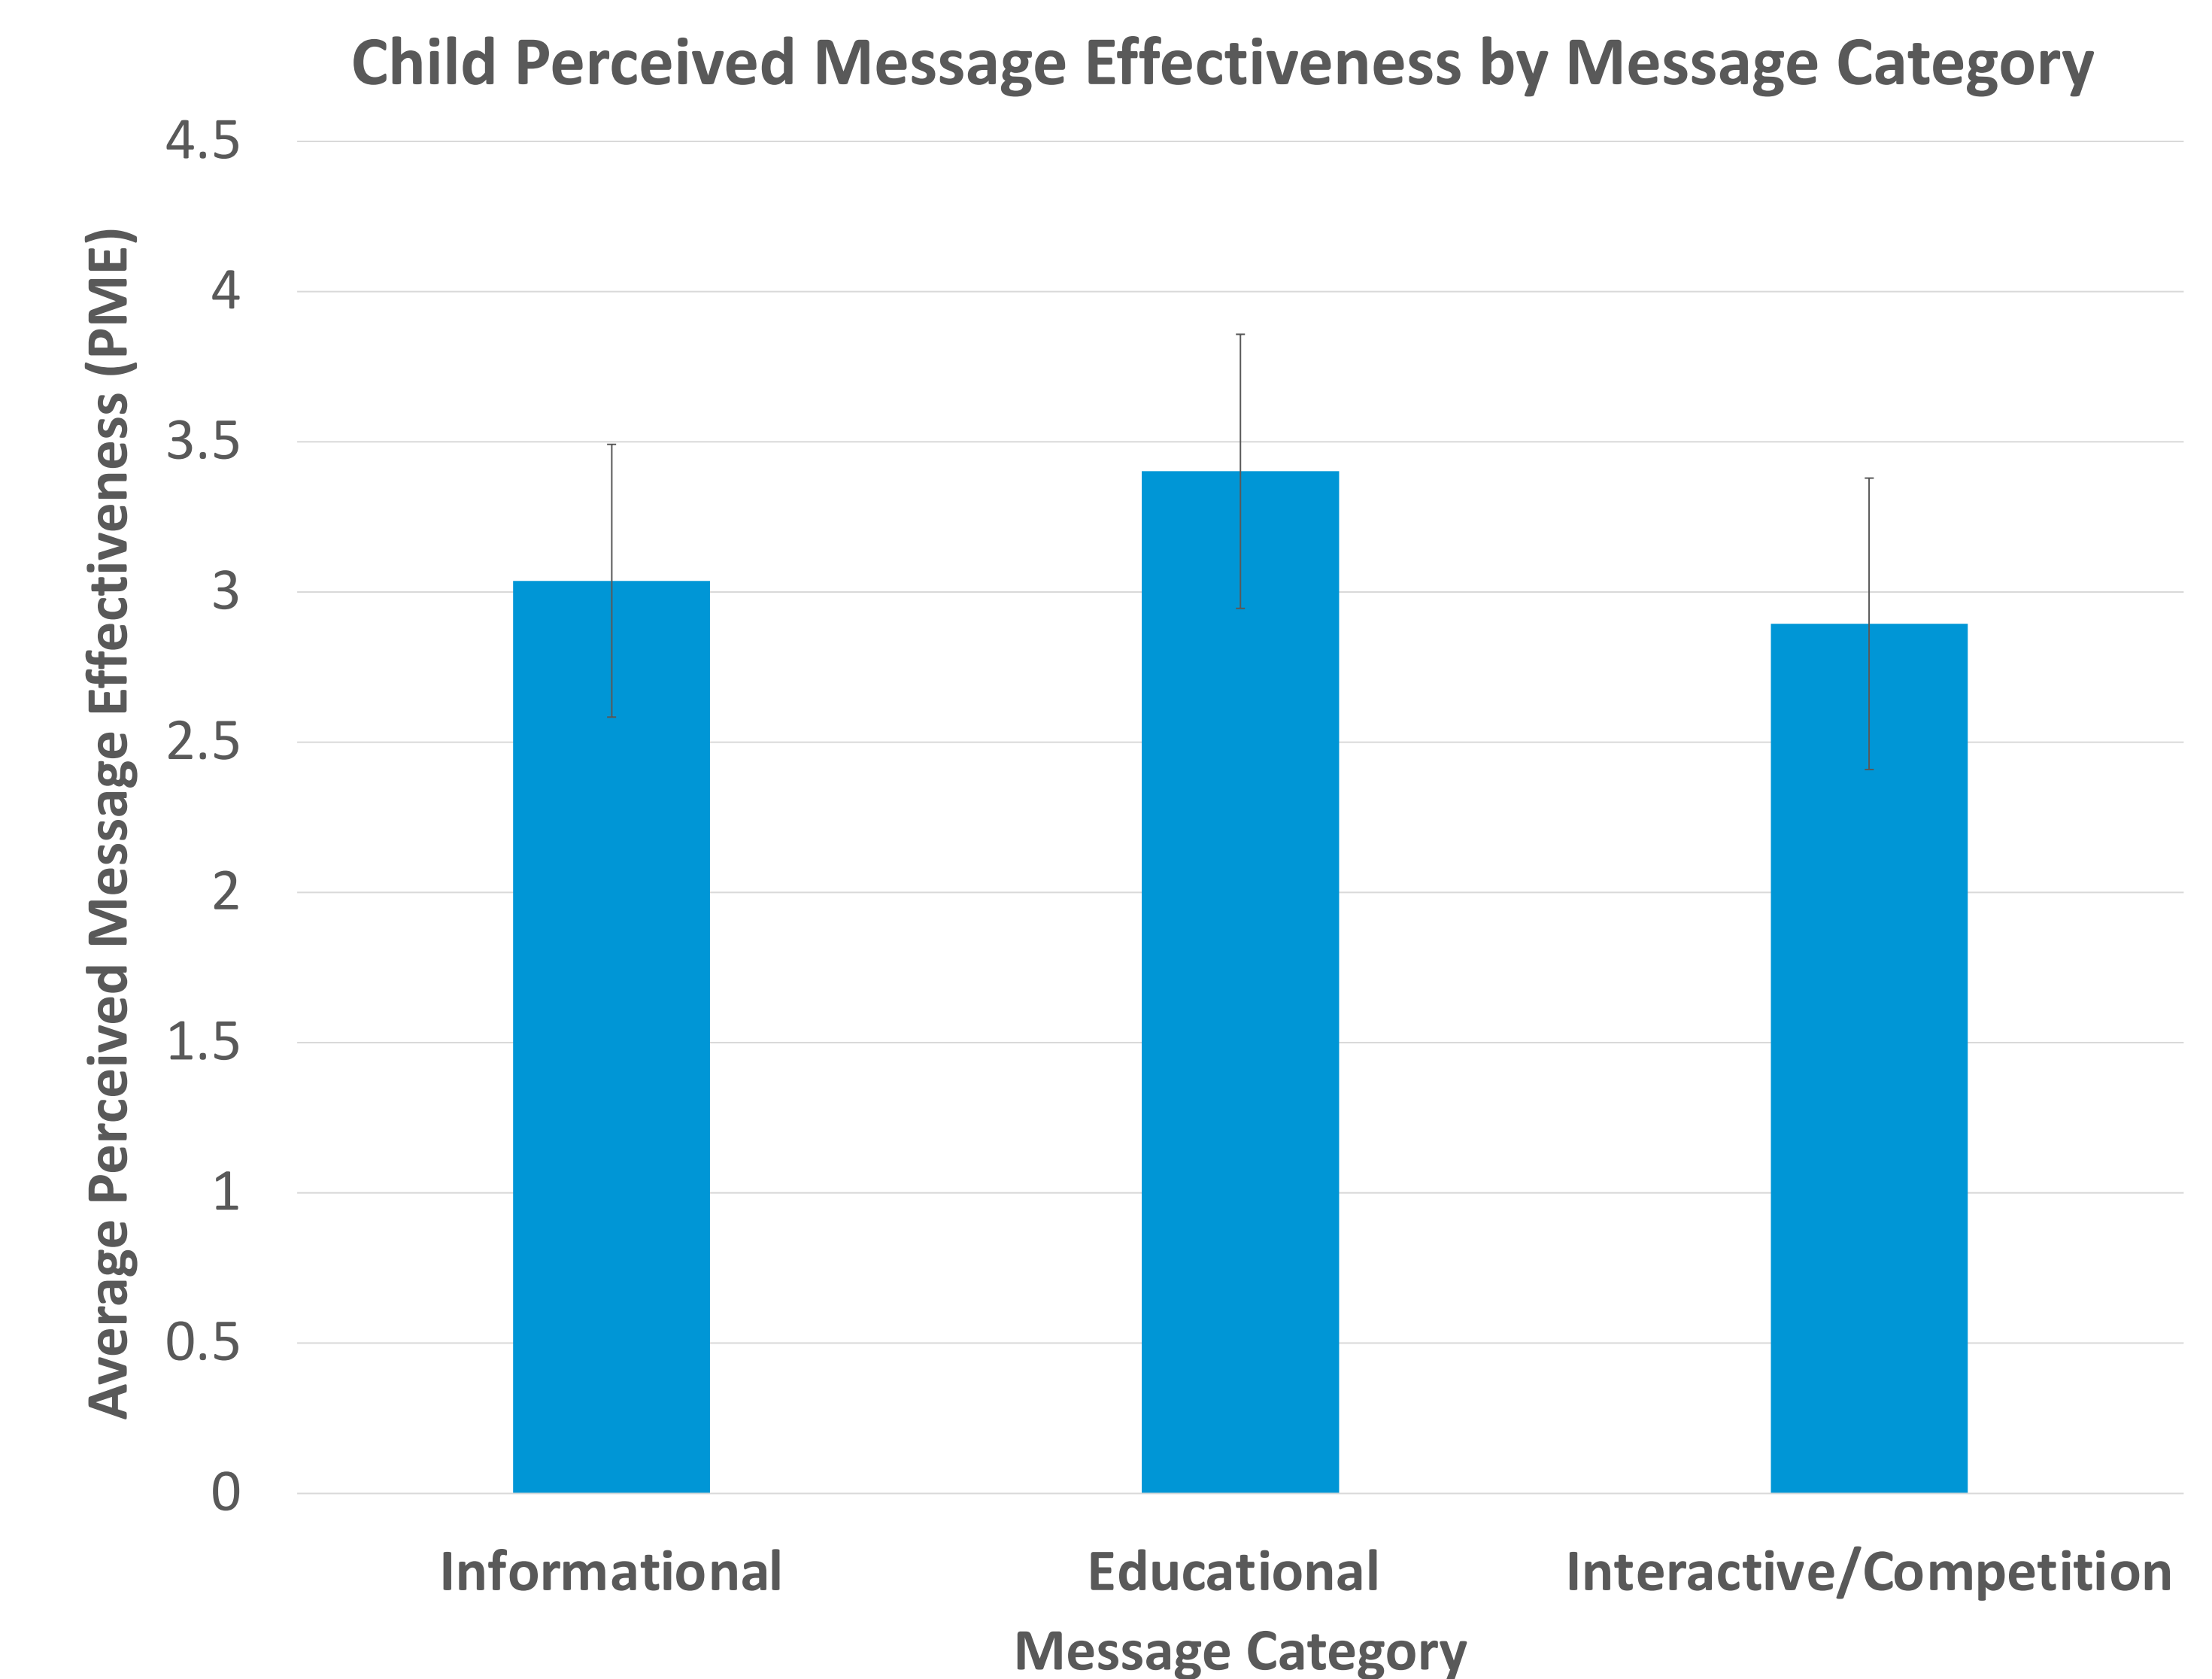 Child Perceived Message Effectiveness by Message Category
Average Perceived Message Effectiveness (PME)
4.5
4
3.5
3
2.5
2
1.5
1
0.5
0
Informational Educational Interactive/Competition
Message Category